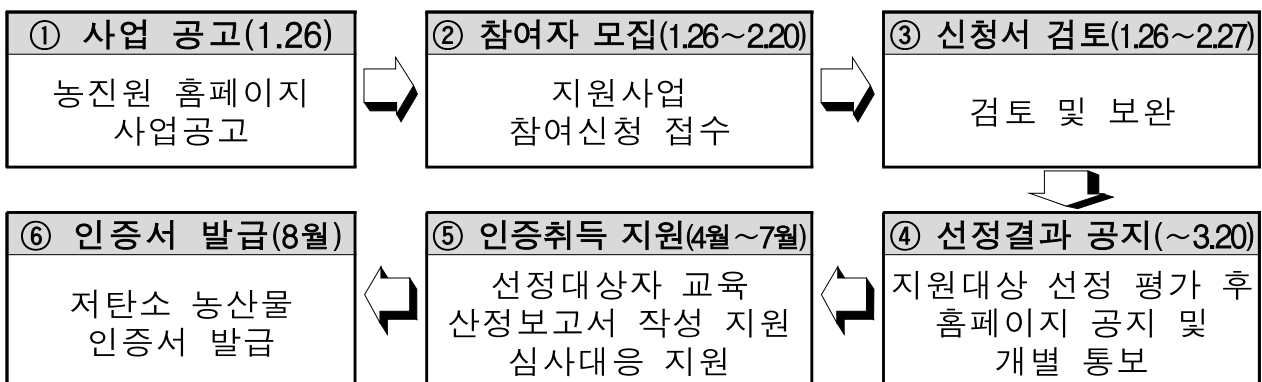 ① 사업 공고(1.26)
농진원 홈페이지
사업공고
② 참여자 모집(1.26~2.20)
지원사업
참여신청 접수
③ 신청서 검토(1.26~2.27)
검토 및 보완
④ 선정결과 공지(~3.20)
지원대상 선정 평가 후
홈페이지 공지 및
개별 통보
⑤ 인증취득 지원(4월~7월)
선정대상자 교육
산정보고서 작성 지원
심사대응 지원
⑥ 인증서 발급(8월)
저탄소 농산물
인증서 발급